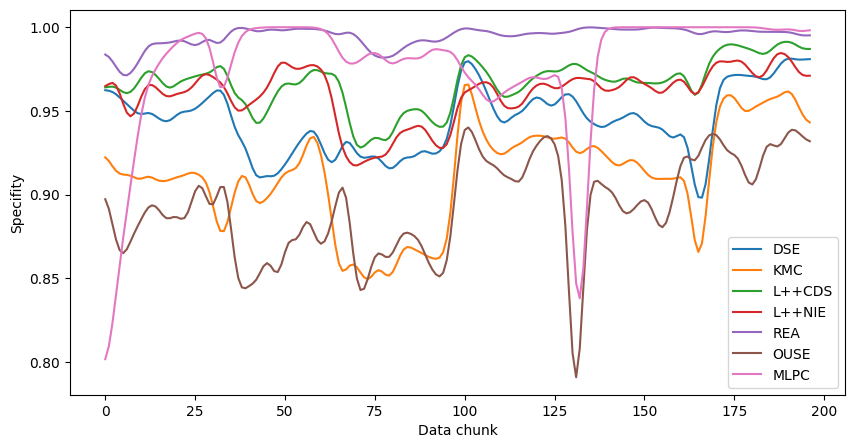 1.00
0.95
0.90
0.85
0.80
Specifity
0 25 50 75 100 125 150 175 200
Data chunk
DSE
KMC
L++CDS
L++NIE
REA
OUSE
MLPC